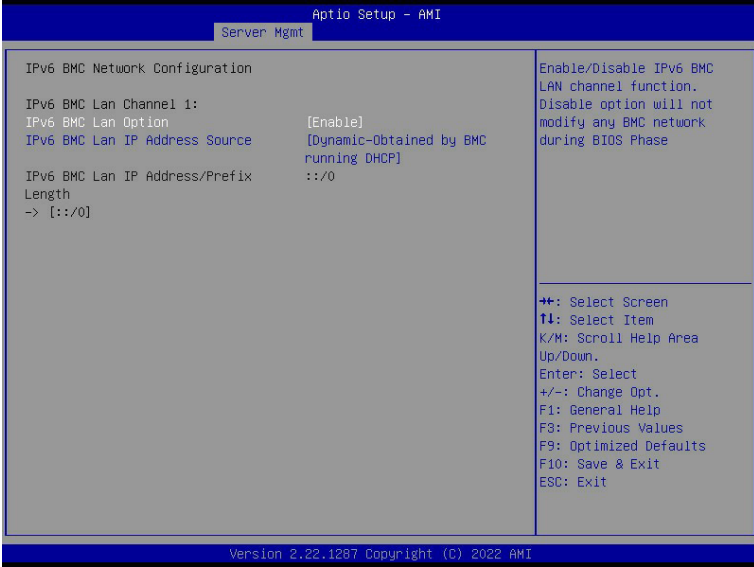 Aptio Setup – AMI
Server Mgmt
IPv6 BMC Network Configuration
IPv6 BMC Lan Channel 1:
IPv6 BMC Lan Option [Enable]
IPv6 BMC Lan IP Address Source [Dynamic-Obtained by BMC
running DHCP]
IPv6 BMC Lan IP Address/Prefix ::/0
Length
-> [::/0]
Enable/Disable IPv6 BMC
LAN channel function.
Disable option will not
modify any BMC network
during BIOS Phase
→←: Select Screen
↑↓: Select Item
K/M: Scroll Help Area
Up/Down.
Enter: Select
+/-: Change Opt.
F1: General Help
F3: Previous Values
F9: Optimized Defaults
F10: Save & Exit
ESC: Exit
Version 2.22.1287 Copyright (C) 2022 AMI